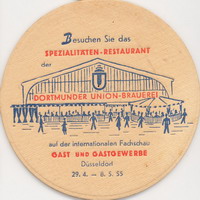 Besuchen Sie das
SPEZIALITÄTEN-RESTAURANT
der
DORTMUNDER UNION-BRAUEREI
auf der internationalen Fachschau
GAST UND GASTGEWERBE
Düsseldorf
29. 4. — 8. 5. 55